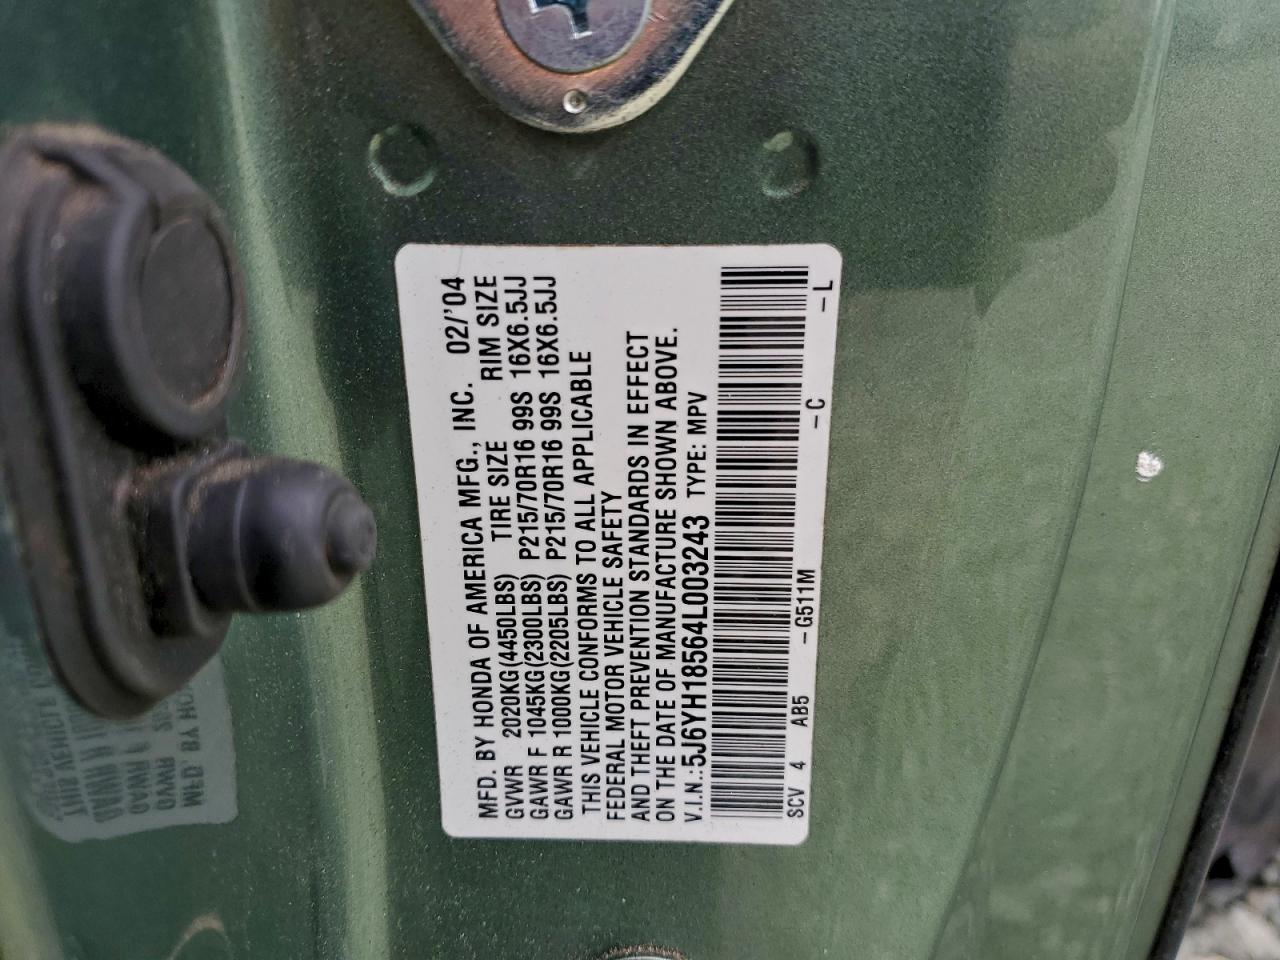 MFD. BY HONDA OF AMERICA MFG., INC. 02/'04
GVWR 2020KG(4450LBS) TIRE SIZE RIM SIZE
GAWR F 1045KG(2300LBS) P215/70R16 99S 16X6.5JJ
GAWR R 1000KG(2205LBS) P215/70R16 99S 16X6.5JJ
THIS VEHICLE CONFORMS TO ALL APPLICABLE
FEDERAL MOTOR VEHICLE SAFETY
AND THEFT PREVENTION STANDARDS IN EFFECT
ON THE DATE OF MANUFACTURE SHOWN ABOVE.
V.I.N.:5J6YH18564L003243 TYPE: MPV
SCV 4 AB5 -G511M -C -L